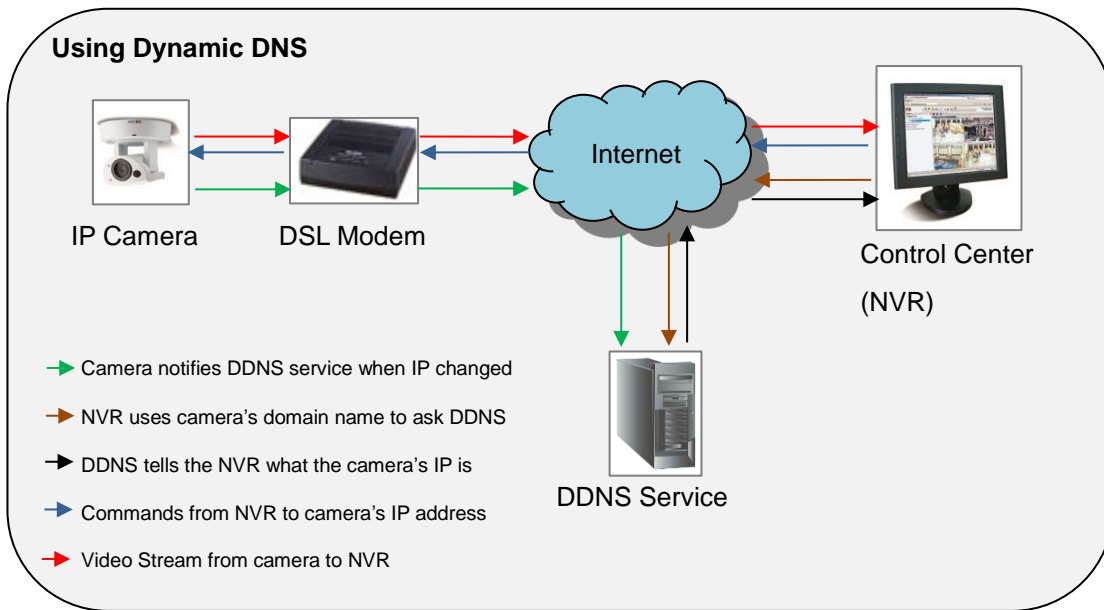 Using Dynamic DNS
Internet
IP Camera
DSL Modem
Control Center
(NVR)
Camera notifies DDNS service when IP changed
NVR uses camera's domain name to ask DDNS
DDNS tells the NVR what the camera's IP is
Commands from NVR to camera's IP address
Video Stream from camera to NVR
DDNS Service